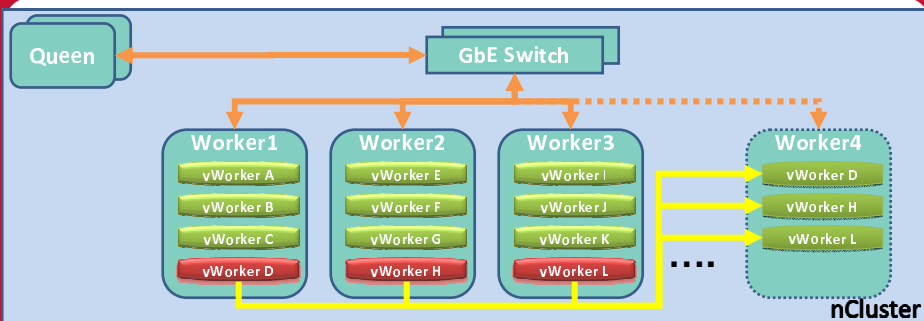 Queen
GbE Switch
Worker1
vWorker A
vWorker B
vWorker C
vWorker D
Worker2
vWorker E
vWorker F
vWorker G
vWorker H
Worker3
vWorker I
vWorker J
vWorker K
vWorker L
Worker4
vWorker D
vWorker H
vWorker L
....
nCluster